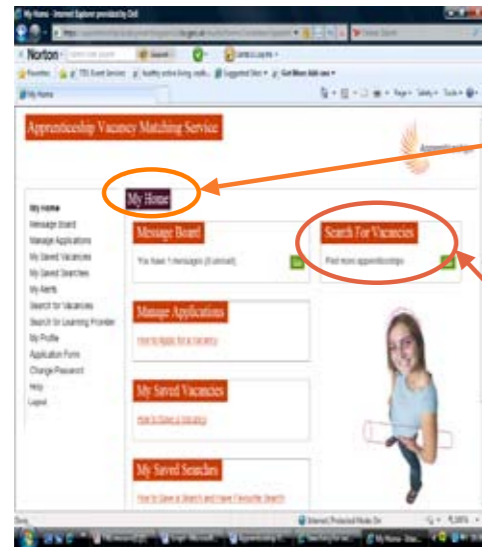 My Home - Internet Explorer provided by Dell
Norton
Favorites
My Home
Apprenticeship Vacancy Matching Service
Apprenticeships
My Home
My Home
Message Board
Manage Applications
My Saved Vacancies
My Saved Searches
My Alerts
Search for Vacancies
Search for Learning Provider
My Profile
Application Form
Change Password
Help
Logout
Message Board
You have 1 messages (0 unread)
Search For Vacancies
Find more apprenticeships
Manage Applications
How to Apply for a Vacancy
My Saved Vacancies
How to Save a Vacancy
My Saved Searches
How to Save a Search and Have Favourite Search
Internet | Protected Mode: On